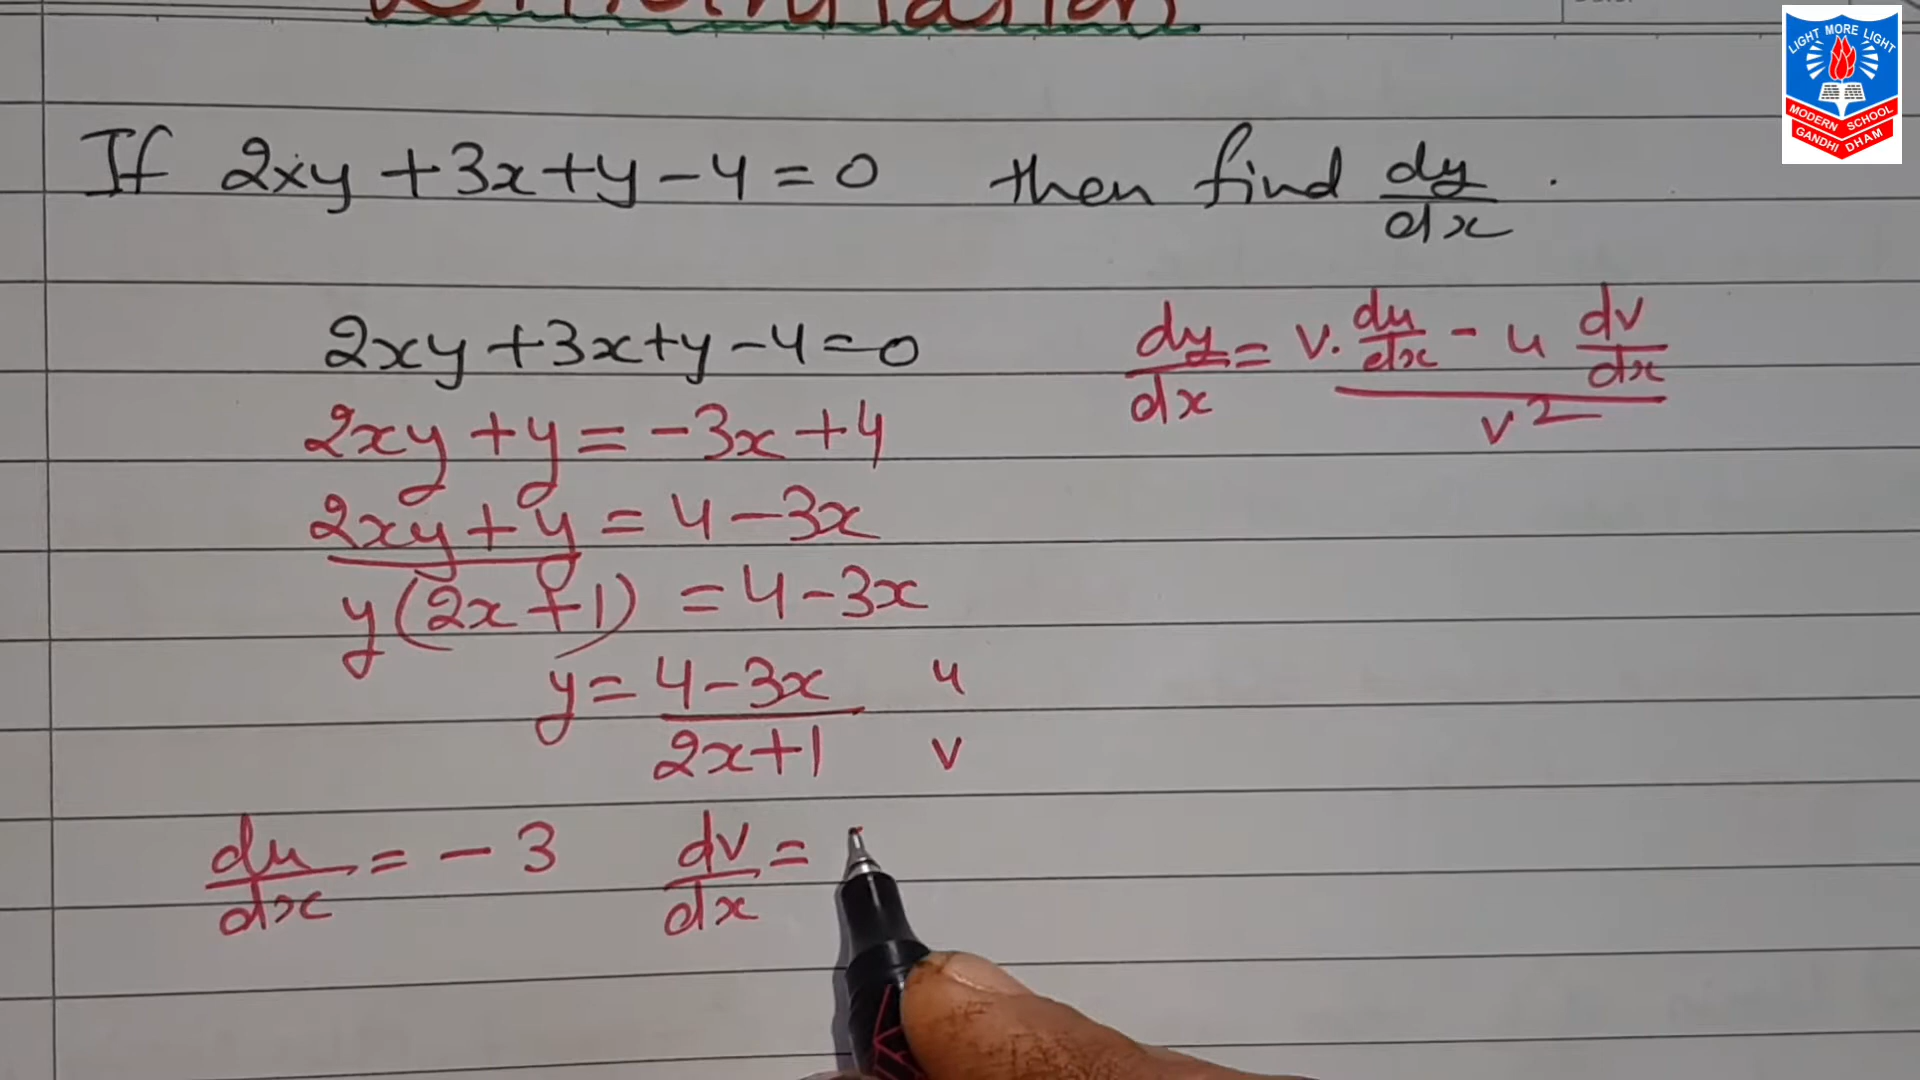 If 2xy + 3x + y - 4 = 0 then find dy/dx.
2xy + 3x + y - 4 = 0
dy/dx = v. du/dx - u dv/dx / v²
2xy + y = -3x + 4
2xy + y = 4 - 3x
y(2x + 1) = 4 - 3x
y = 4 - 3x / 2x + 1
u
v
du/dx = -3 dv/dx =
LIGHT MORE LIGHT
MODERN SCHOOL
GANDHI DHAM